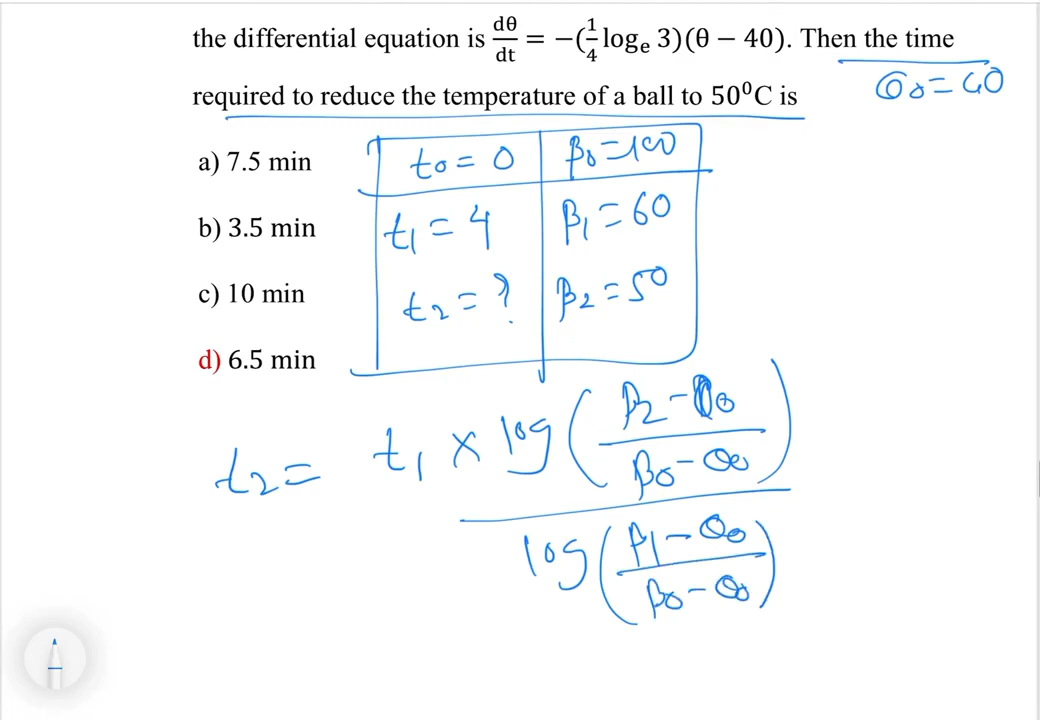 the differential equation is dθ/dt = −(1/4 logₑ 3)(θ − 40). Then the time
required to reduce the temperature of a ball to 50⁰C is
θ₀ = 40
a) 7.5 min
b) 3.5 min
c) 10 min
d) 6.5 min
t₀ = 0 | β₀ = 100
t₁ = 4 | β₁ = 60
t₂ = ? | β₂ = 50
t₂ = t₁ × log((β₂ − θ₀)/(β₀ − θ₀)) / log((β₁ − θ₀)/(β₀ − θ₀))